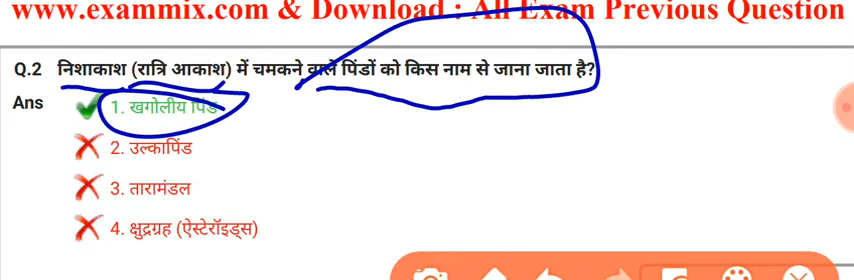 www.exammix.com & Download : All Exam Previous Question
Q.2 निशाकाश (रात्रि आकाश) में चमकने वाले पिंडों को किस नाम से जाना जाता है?
Ans 1. खगोलीय पिंड
2. उल्कापिंड
3. तारामंडल
4. क्षुद्रग्रह (ऐस्टेरॉइड्स)